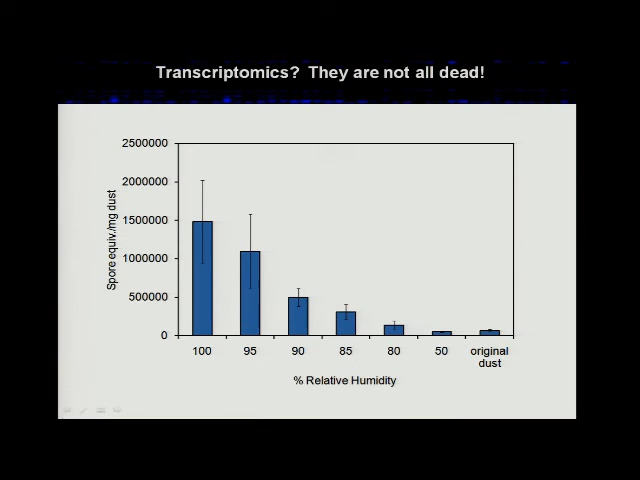 Transcriptomics? They are not all dead!
2500000
2000000
1500000
1000000
500000
0
Spore equiv./mg dust
100 95 90 85 80 50 original
dust
% Relative Humidity